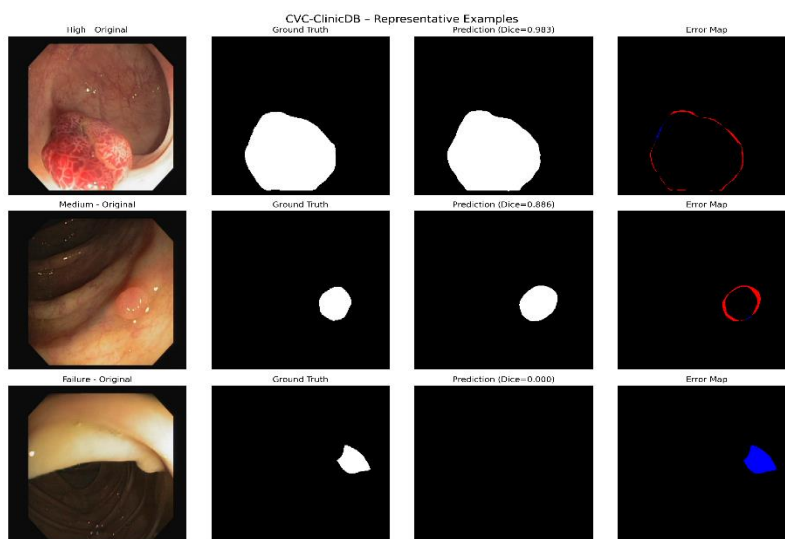 CVC-ClinicDB – Representative Examples
High - Original
Ground Truth
Prediction (Dice=0.983)
Error Map
Medium - Original
Ground Truth
Prediction (Dice=0.886)
Error Map
Failure - Original
Ground Truth
Prediction (Dice=0.000)
Error Map